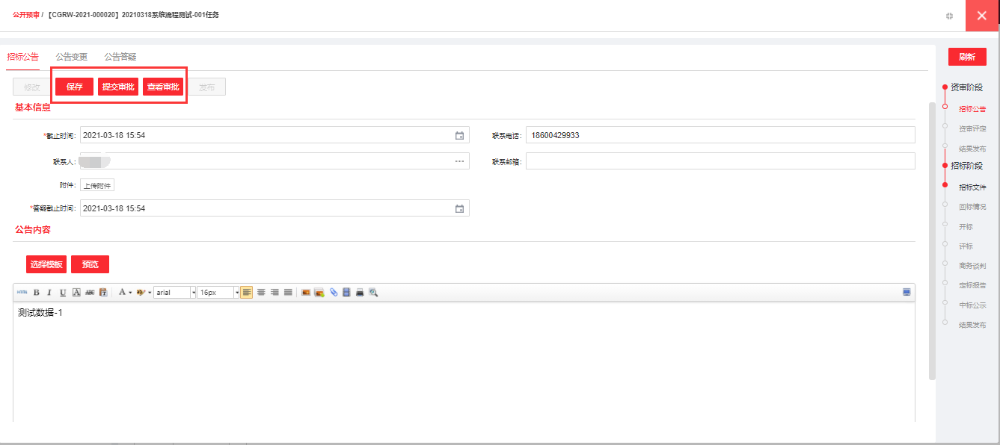 公开预审 / 【CGRW-2021-000020】20210318系统流程测试-001任务
招标公告 公告变更 公告答疑
修改 保存 提交审批 查看审批 发布
基本信息
*截止时间: 2021-03-18 15:54 联系电话: 18600429933
联系人: 联系邮箱:
附件: 上传附件
*答疑截止时间: 2021-03-18 15:54
公告内容
选择模板 预览
HTML B I U A ABC A arial 16px
测试数据-1
刷新
资审阶段
招标公告
资审评定
结果发布
招标阶段
招标文件
回标情况
开标
评标
商务谈判
定标报告
中标公示
结果发布